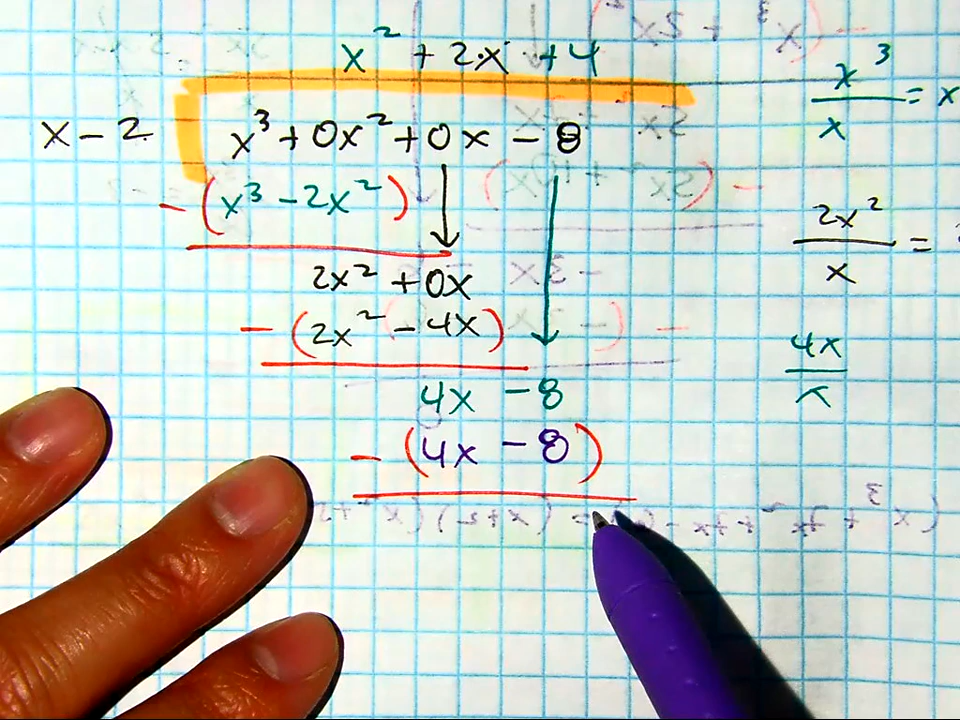 x² + 2x + 4
x - 2 x³ + 0x² + 0x - 8
- (x³ - 2x²)
2x² + 0x
- (2x² - 4x)
4x - 8
- (4x - 8)
x³/x = x
2x²/x =
4x/x